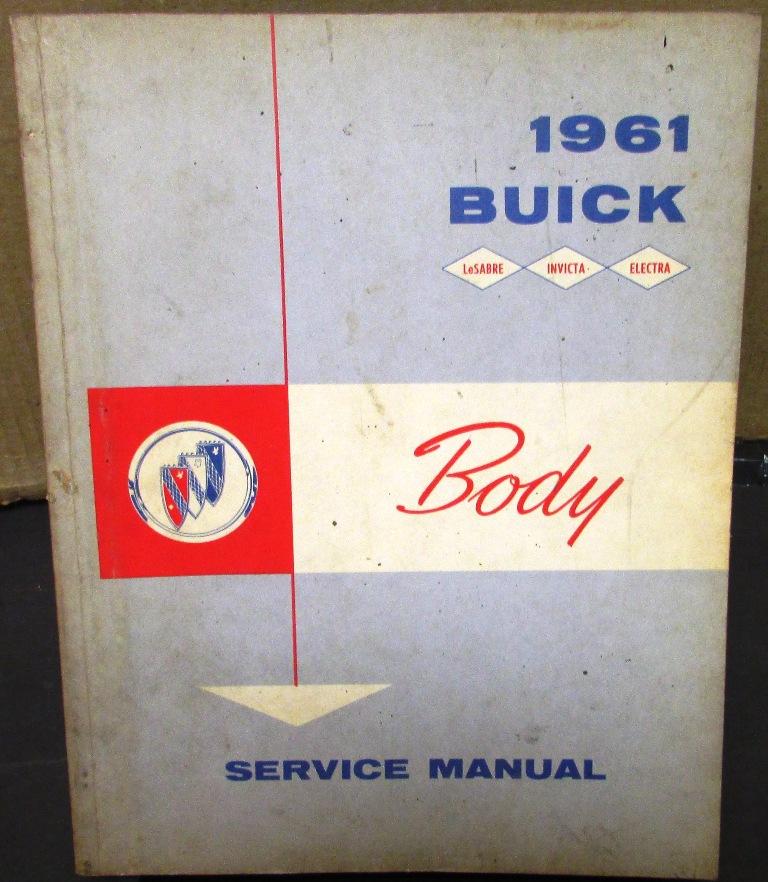 1961
BUICK
LeSABRE INVICTA ELECTRA
Body
SERVICE MANUAL